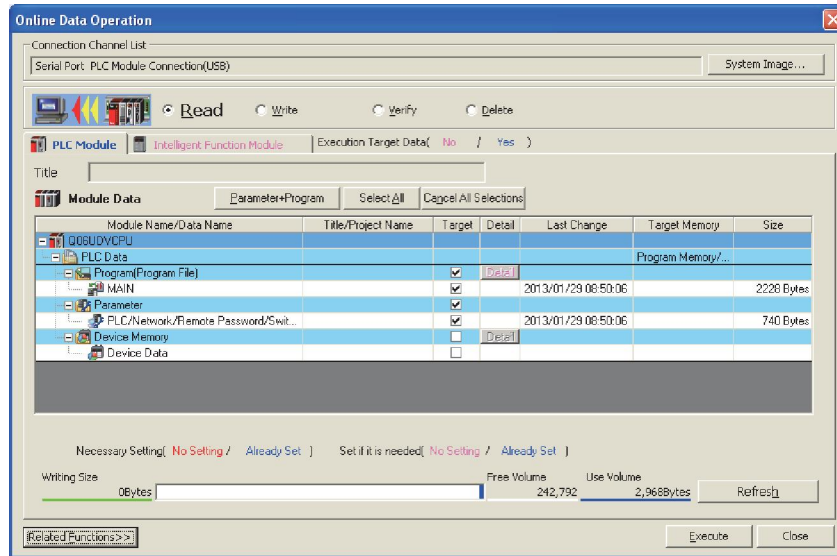 Online Data Operation
Connection Channel List
Serial Port PLC Module Connection(USB)
System Image...
Read
Write
Verify
Delete
PLC Module
Intelligent Function Module
Execution Target Data( No / Yes )
Title
Module Data
Parameter+Program
Select All
Cancel All Selections
Module Name/Data Name Title/Project Name Target Detail Last Change Target Memory Size
Q06UDVCPU
PLC Data Program Memory/...
Program(Program File) Detail
MAIN 2013/01/29 08:50:06 2228 Bytes
Parameter
PLC/Network/Remote Password/Swit... 2013/01/29 08:50:06 740 Bytes
Device Memory Detail
Device Data
Necessary Setting( No Setting / Already Set ) Set if it is needed( No Setting / Already Set )
Writing Size Free Volume Use Volume
0Bytes 242,792 2,968Bytes Refresh
Related Functions>>
Execute
Close